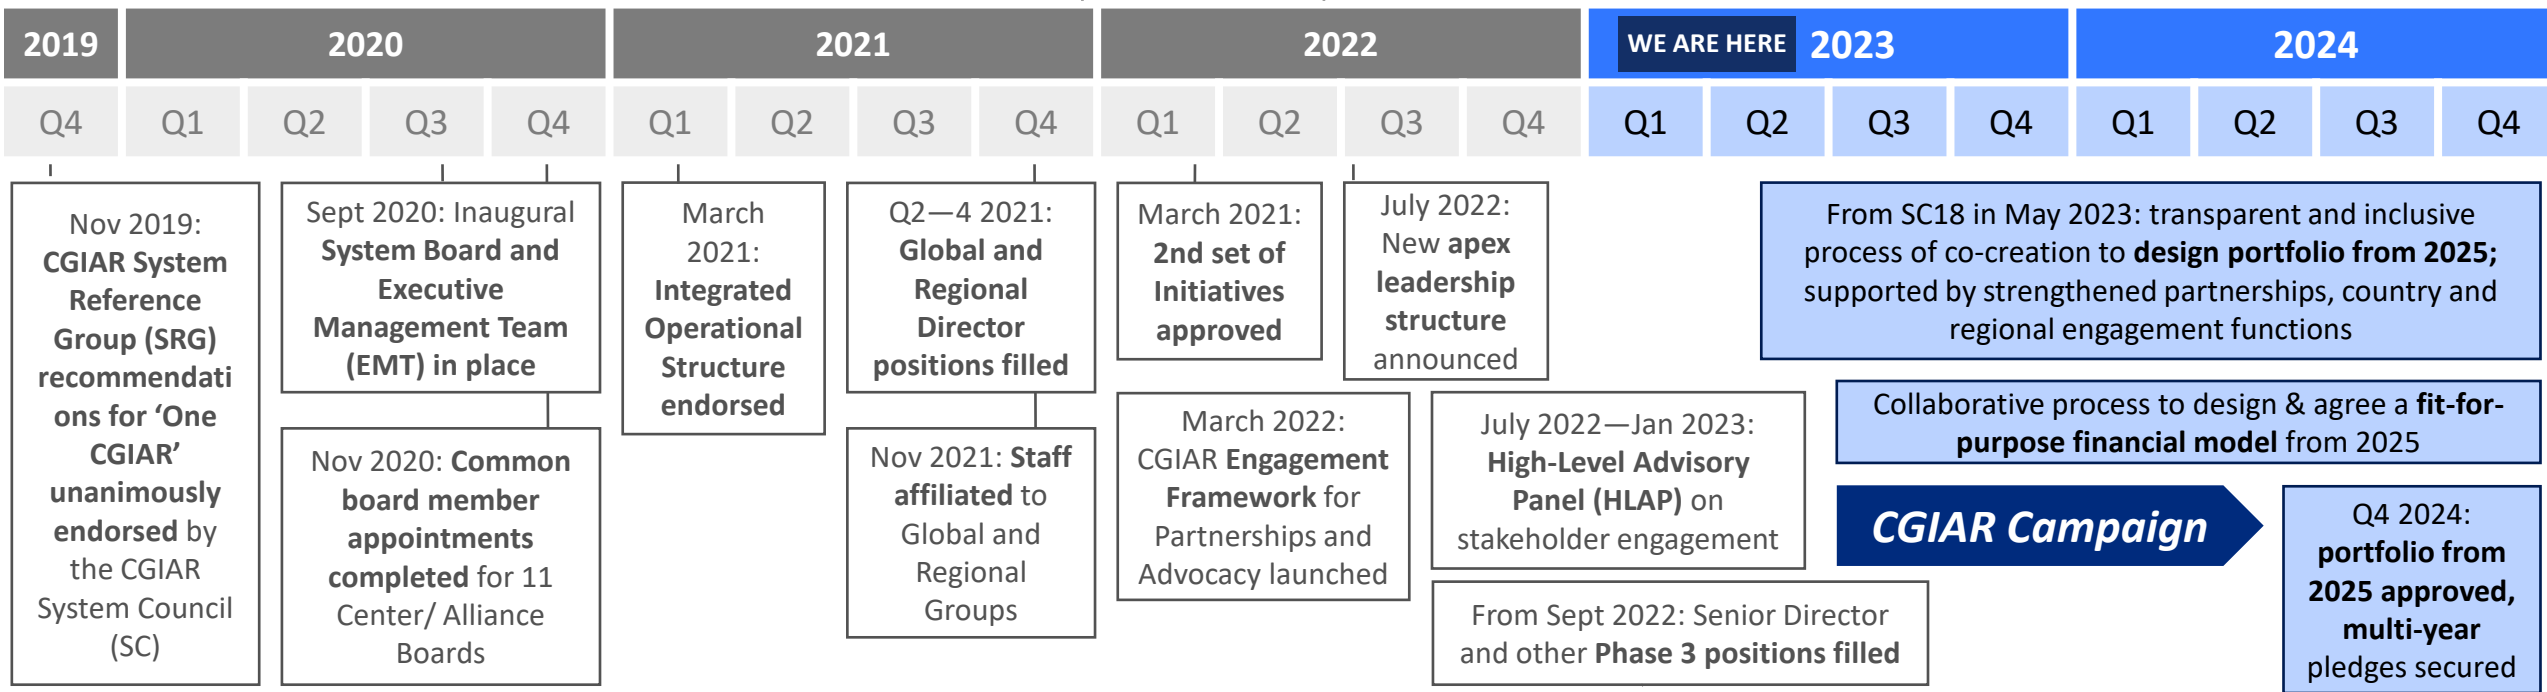 2019
2020
2021
2022
WE ARE HERE
2023
2024
Q4
Q1
Q2
Q3
Q4
Q1
Q2
Q3
Q4
Q1
Q2
Q3
Q4
Q1
Q2
Q3
Q4
Q1
Q2
Q3
Q4
Nov 2019:
CGIAR System
Reference
Group (SRG)
recommendati
ons for ‘One
CGIAR’
unanimously
endorsed by
the CGIAR
System Council
(SC)
Sept 2020: Inaugural
System Board and
Executive
Management Team
(EMT) in place
Nov 2020: Common
board member
appointments
completed for 11
Center/ Alliance
Boards
March
2021:
Integrated
Operational
Structure
endorsed
Q2—4 2021:
Global and
Regional
Director
positions filled
Nov 2021: Staff
affiliated to
Global and
Regional
Groups
March 2021:
2nd set of
Initiatives
approved
March 2022:
CGIAR Engagement
Framework for
Partnerships and
Advocacy launched
July 2022:
New apex
leadership
structure
announced
July 2022—Jan 2023:
High-Level Advisory
Panel (HLAP) on
stakeholder engagement
From Sept 2022: Senior Director
and other Phase 3 positions filled
From SC18 in May 2023: transparent and inclusive
process of co-creation to design portfolio from 2025;
supported by strengthened partnerships, country and
regional engagement functions
Collaborative process to design & agree a fit-for-
purpose financial model from 2025
CGIAR Campaign
Q4 2024:
portfolio from
2025 approved,
multi-year
pledges secured